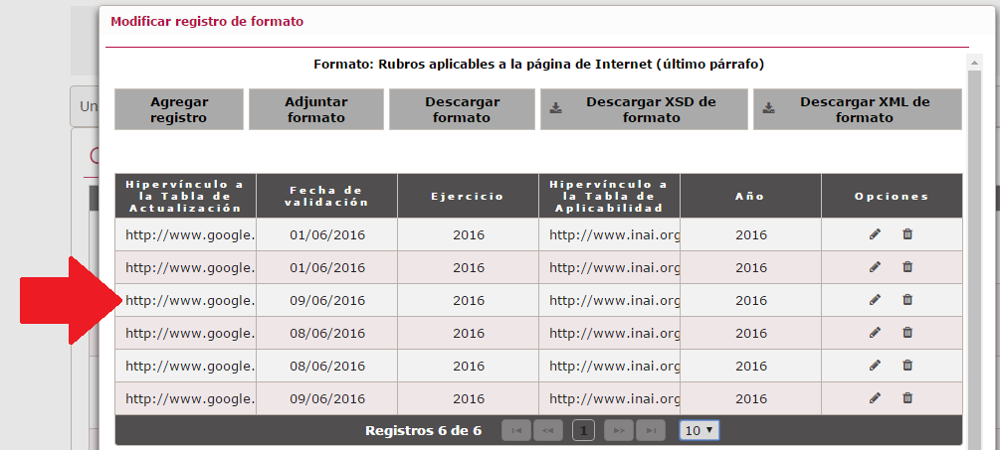 Modificar registro de formato
Formato: Rubros aplicables a la página de Internet (último párrafo)
Agregar registro
Adjuntar formato
Descargar formato
Descargar XSD de formato
Descargar XML de formato
Un
Hipervínculo a la Tabla de Actualización
Fecha de validación
Ejercicio
Hipervínculo a la Tabla de Aplicabilidad
Año
Opciones
http://www.google. 01/06/2016 2016 http://www.inai.org 2016
http://www.google. 01/06/2016 2016 http://www.inai.org 2016
http://www.google. 09/06/2016 2016 http://www.inai.org 2016
http://www.google. 08/06/2016 2016 http://www.inai.org 2016
http://www.google. 08/06/2016 2016 http://www.inai.org 2016
http://www.google. 09/06/2016 2016 http://www.inai.org 2016
Registros 6 de 6 1 10